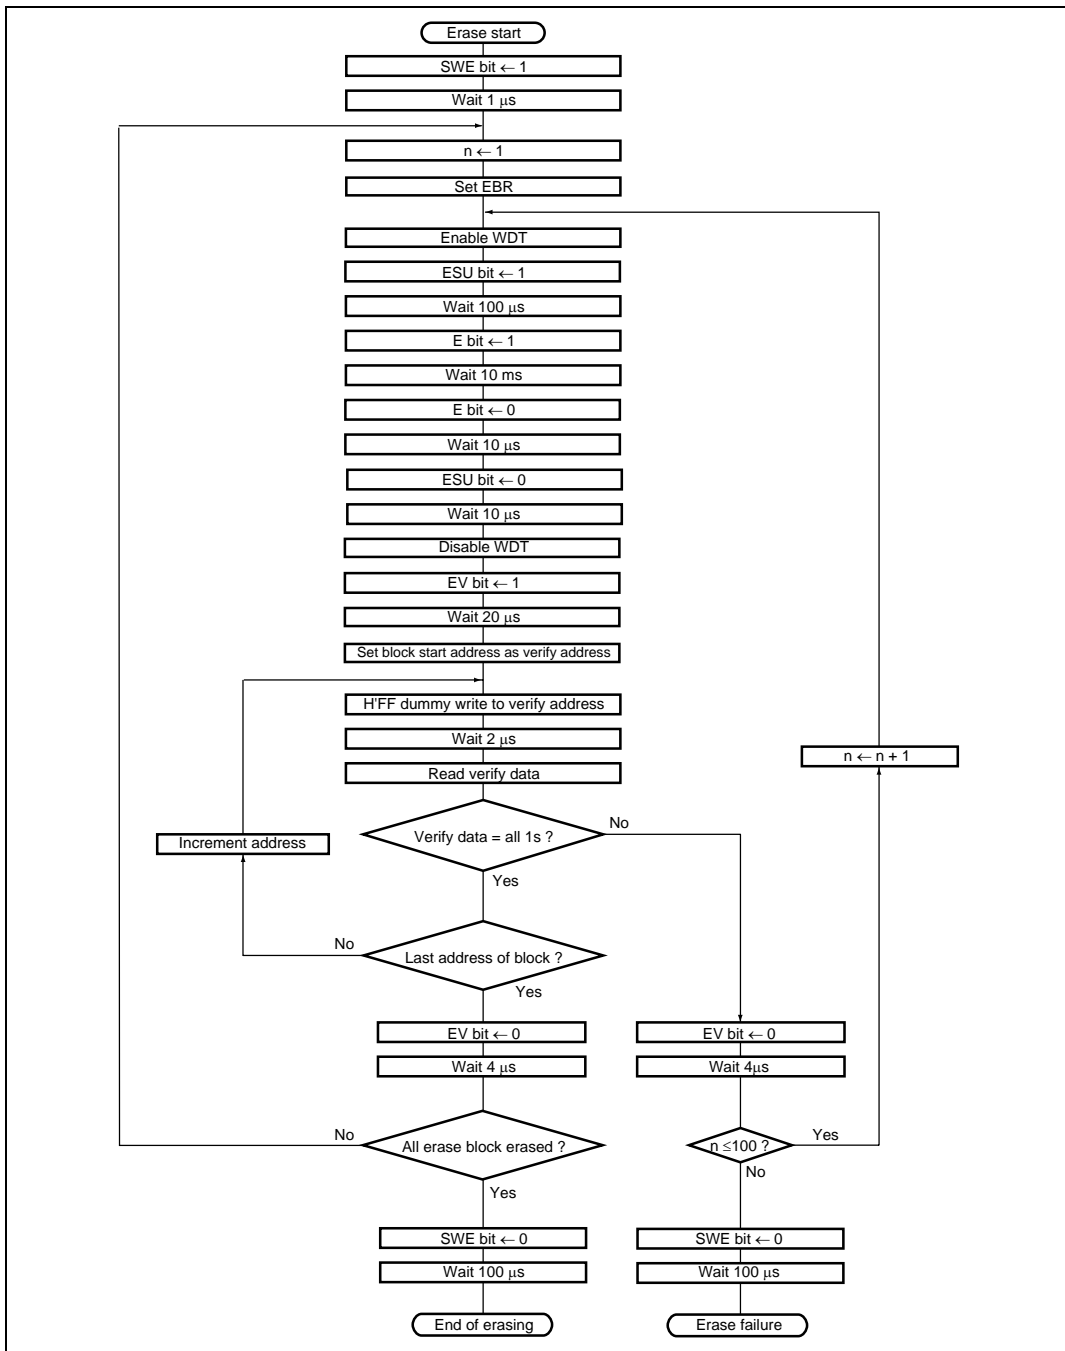 Erase start
SWE bit ← 1
Wait 1 μs
n ← 1
Set EBR
Enable WDT
ESU bit ← 1
Wait 100 μs
E bit ← 1
Wait 10 ms
E bit ← 0
Wait 10 μs
ESU bit ← 0
Wait 10 μs
Disable WDT
EV bit ← 1
Wait 20 μs
Set block start address as verify address
H'FF dummy write to verify address
Wait 2 μs
n ← n + 1
Read verify data
No
Verify data = all 1s ?
Increment address
Yes
No
Last address of block ?
Yes
EV bit ← 0
EV bit ← 0
Wait 4 μs
Wait 4μs
No
All erase block erased ?
n ≤100 ?
Yes
No
Yes
SWE bit ← 0
SWE bit ← 0
Wait 100 μs
Wait 100 μs
End of erasing
Erase failure